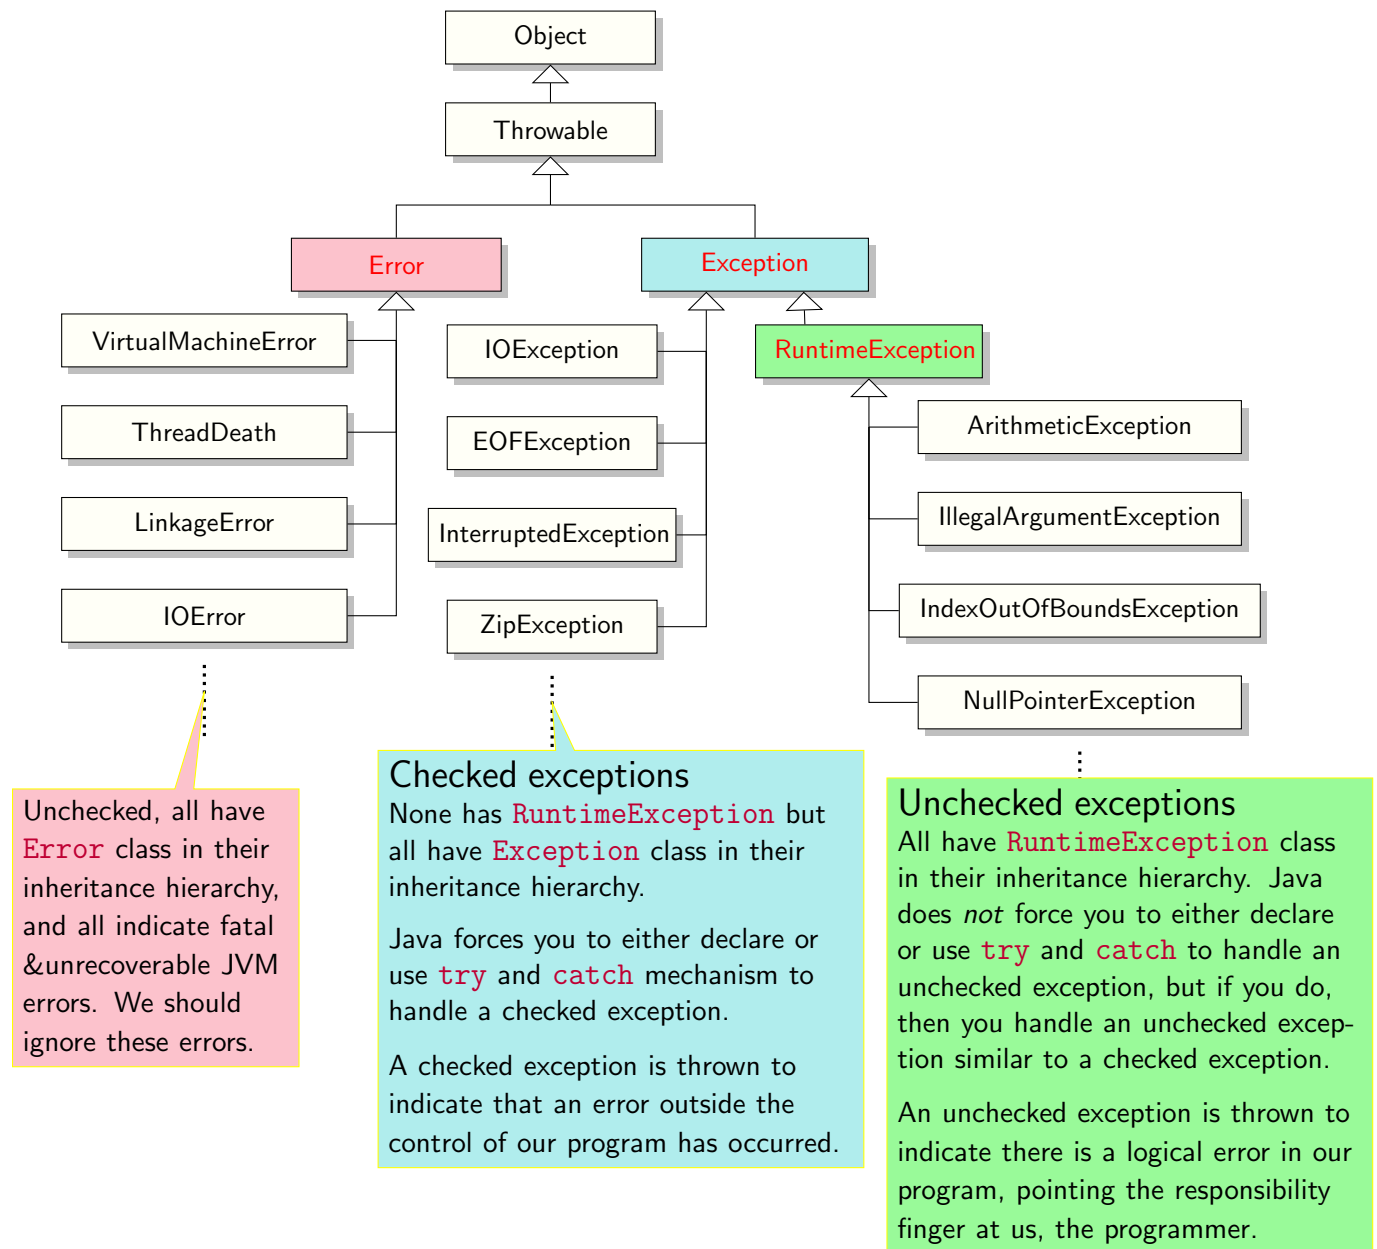 Object
Throwable
Error
Exception
VirtualMachineError
ThreadDeath
LinkageError
IOError
IOException
EOFException
InterruptedException
ZipException
RuntimeException
ArithmeticException
IllegalArgumentException
IndexOutOfBoundsException
NullPointerException
Unchecked, all have
Error class in their
inheritance hierarchy,
and all indicate fatal
&unrecoverable JVM
errors. We should
ignore these errors.
Checked exceptions
None has RuntimeException but
all have Exception class in their
inheritance hierarchy.
Java forces you to either declare or
use try and catch mechanism to
handle a checked exception.
A checked exception is thrown to
indicate that an error outside the
control of our program has occurred.
Unchecked exceptions
All have RuntimeException class
in their inheritance hierarchy. Java
does not force you to either declare
or use try and catch to handle an
unchecked exception, but if you do,
then you handle an unchecked excep-
tion similar to a checked exception.
An unchecked exception is thrown to
indicate there is a logical error in our
program, pointing the responsibility
finger at us, the programmer.